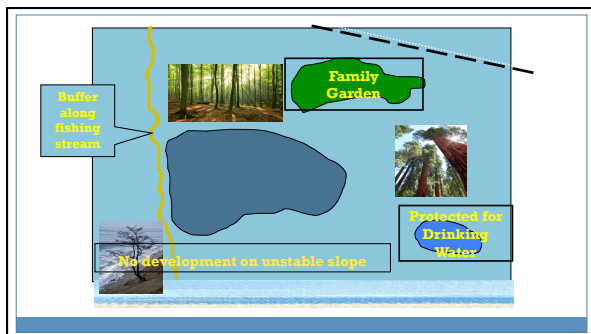 Family
Garden
Buffer
along
fishing
stream
Protected for
Drinking
Water
No development on unstable slope